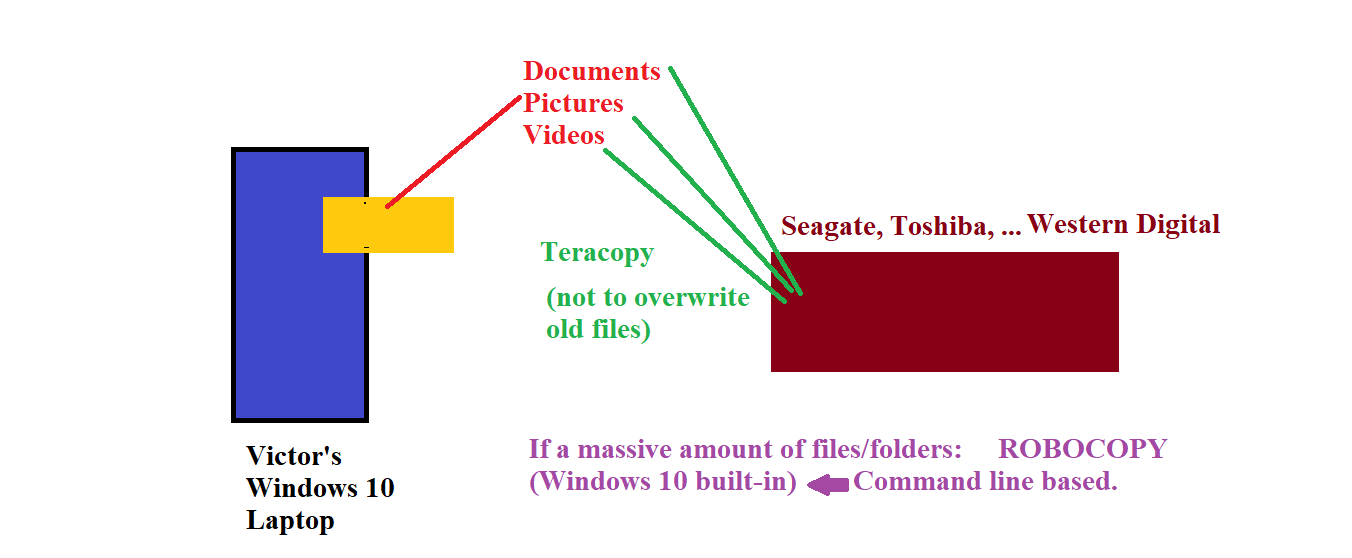 Documents
Pictures
Videos
Seagate, Toshiba, ... Western Digital
Teracopy
(not to overwrite
old files)
Victor's
Windows 10
Laptop
If a massive amount of files/folders: ROBOCOPY
(Windows 10 built-in) Command line based.